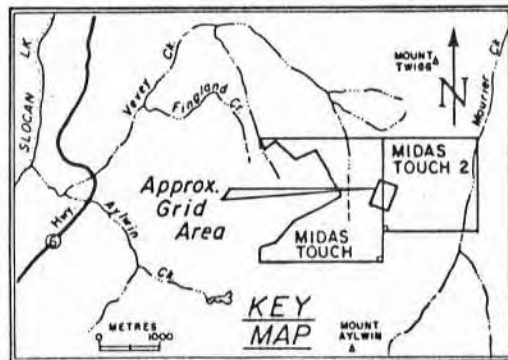 SLOCAN LK
Vevey Ck
Fingland Cr
MOUNT
TWIGG
Mourier Ck
N
MIDAS
TOUCH 2
Approx.
Grid
Area
MIDAS
TOUCH
Hwy.
6
Aylwin
Ck
METRES
0 1000
KEY
MAP
MOUNT
AYLWIN